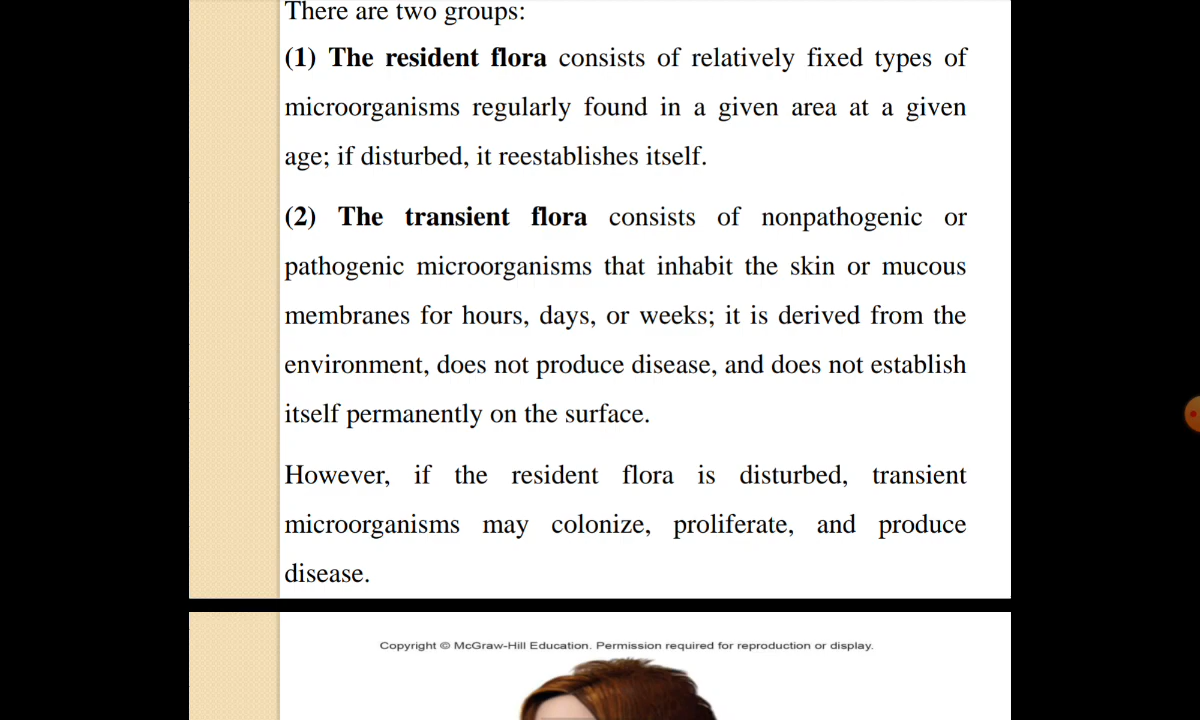 There are two groups:
(1) The resident flora consists of relatively fixed types of
microorganisms regularly found in a given area at a given
age; if disturbed, it reestablishes itself.
(2) The transient flora consists of nonpathogenic or
pathogenic microorganisms that inhabit the skin or mucous
membranes for hours, days, or weeks; it is derived from the
environment, does not produce disease, and does not establish
itself permanently on the surface.
However, if the resident flora is disturbed, transient
microorganisms may colonize, proliferate, and produce
disease.
Copyright © McGraw-Hill Education. Permission required for reproduction or display.